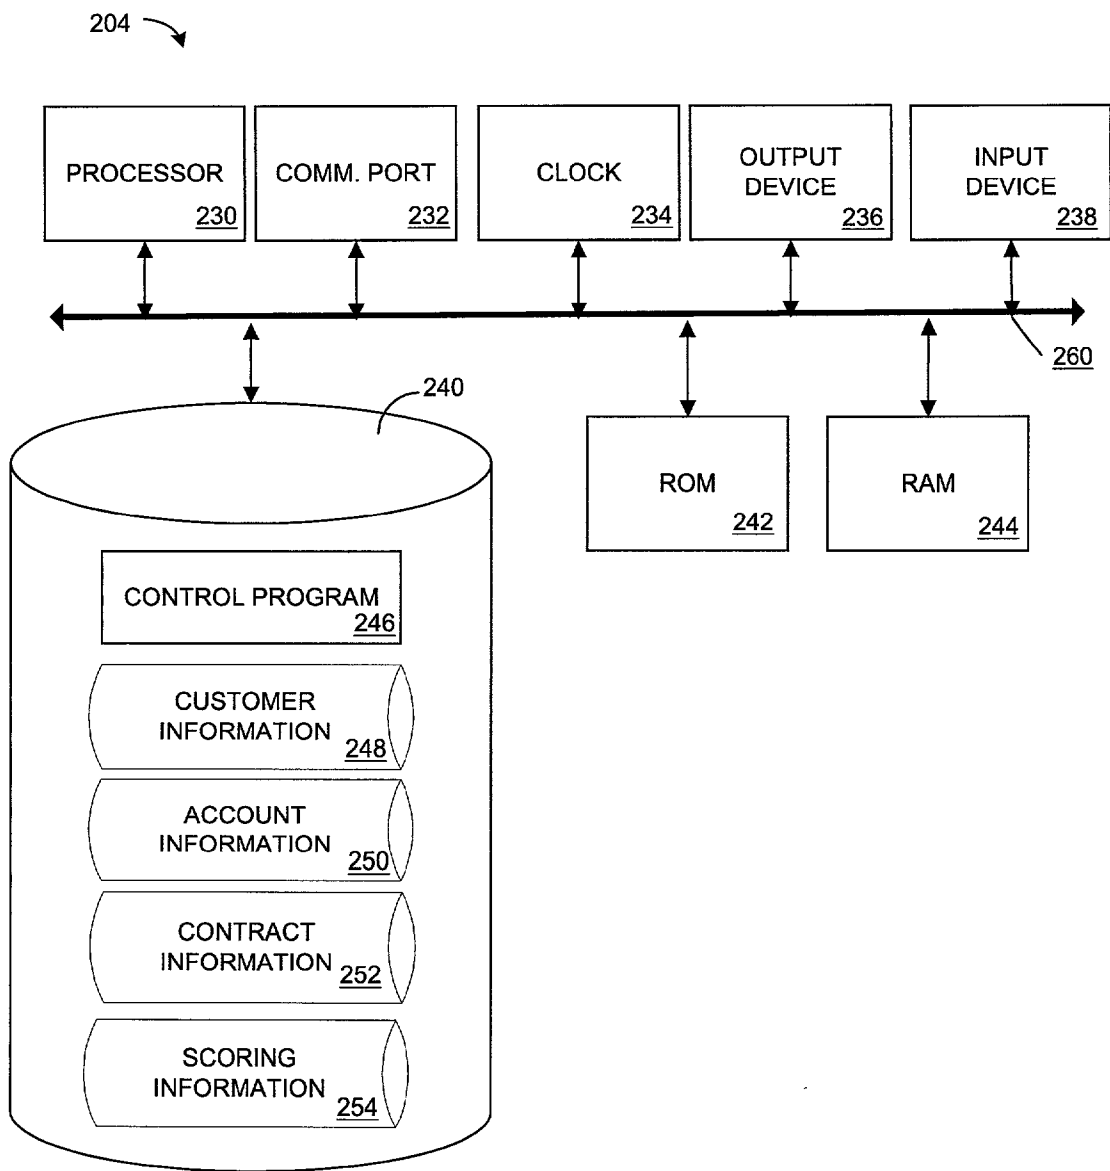 204
PROCESSOR
230
COMM. PORT
232
CLOCK
234
OUTPUT
DEVICE
236
INPUT
DEVICE
238
260
240
ROM
242
RAM
244
CONTROL PROGRAM
246
CUSTOMER
INFORMATION
248
ACCOUNT
INFORMATION
250
CONTRACT
INFORMATION
252
SCORING
INFORMATION
254